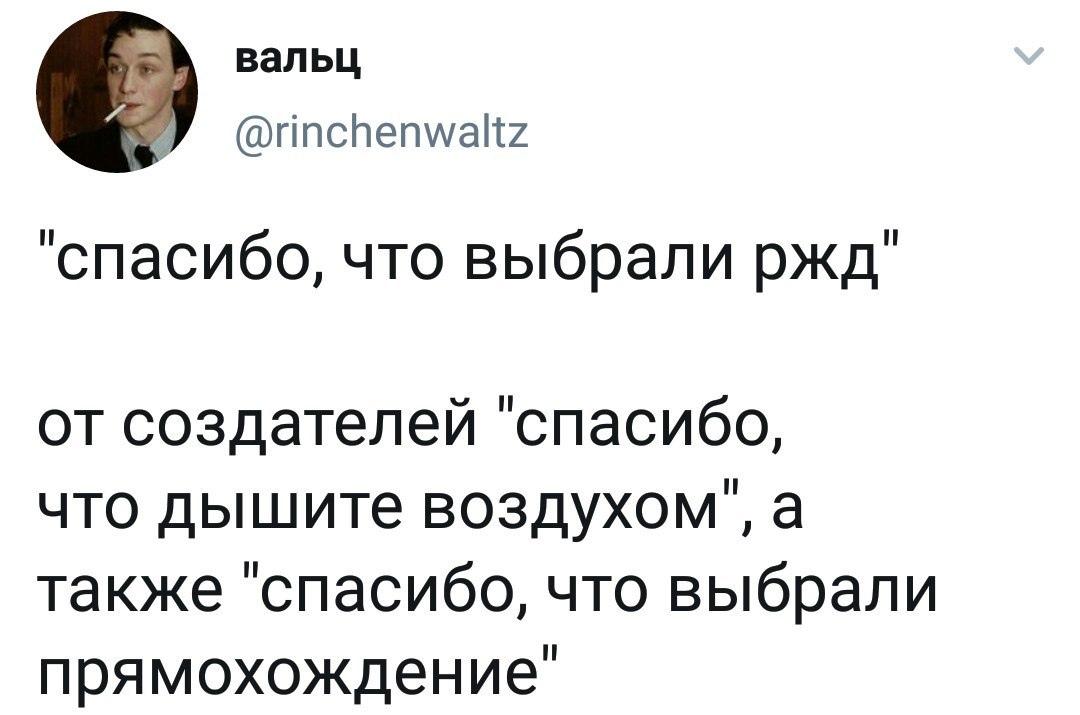 вальц
@rinchenwaltz
"спасибо, что выбрали ржд"
от создателей "спасибо,
что дышите воздухом", а
также "спасибо, что выбрали
прямохождение"